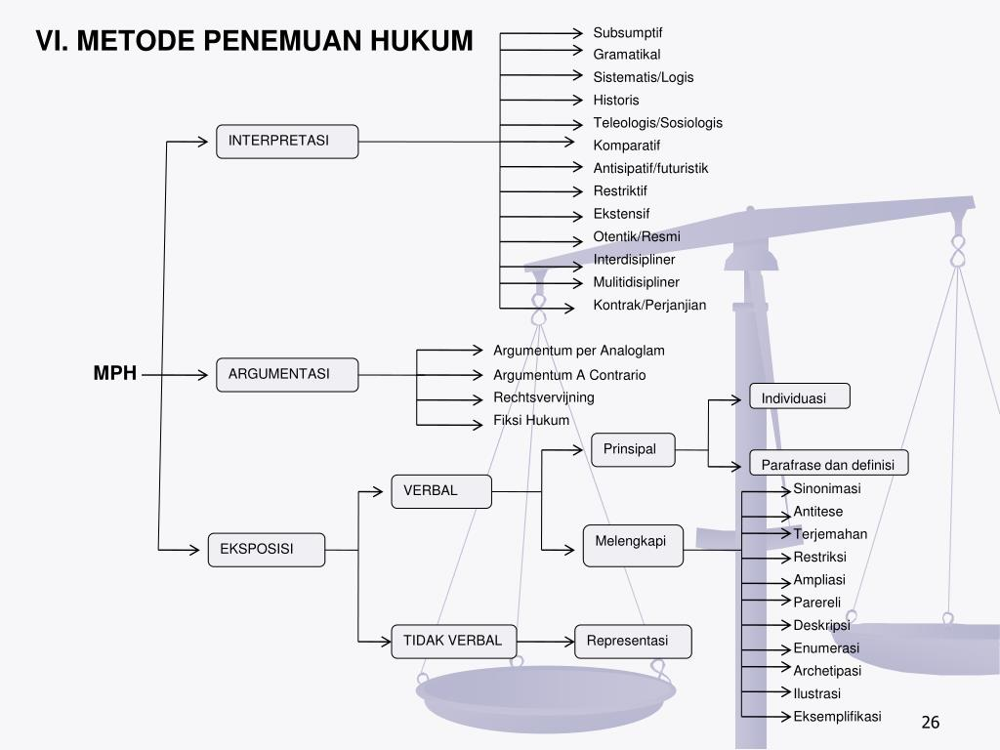 VI. METODE PENEMUAN HUKUM
Subsumptif
Gramatikal
Sistematis/Logis
Historis
Teleologis/Sosiologis
Komparatif
Antisipatif/futuristik
Restriktif
Ekstensif
Otentik/Resmi
Interdisipliner
Mulitidisipliner
Kontrak/Perjanjian
INTERPRETASI
MPH
ARGUMENTASI
Argumentum per Analoglam
Argumentum A Contrario
Rechtsvervijning
Fiksi Hukum
EKSPOSISI
VERBAL
Prinsipal
Individuasi
Parafrase dan definisi
Melengkapi
Sinonimasi
Antitese
Terjemahan
Restriksi
Ampliasi
Parereli
Deskripsi
Enumerasi
Archetipasi
Ilustrasi
Eksemplifikasi
TIDAK VERBAL
Representasi
26